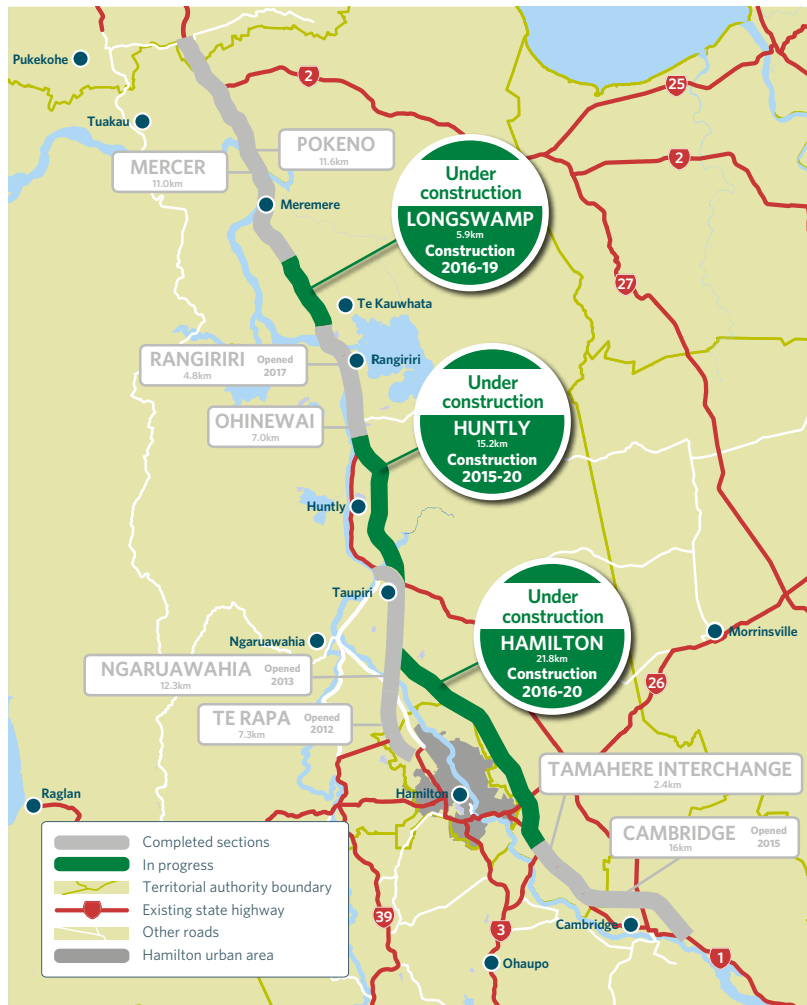 Pukekohe
2
25
Tuakau
POKENO
11.6km
MERCER
11.0km
Under
construction
LONGSWAMP
5.9km
Construction
2016-19
2
Meremere
27
Te Kauwhata
RANGIRIRI Opened
4.8km 2017
Rangiriri
Under
construction
HUNTLY
15.2km
Construction
2015-20
OHINEWAI
7.0km
Huntly
Taupiri
Under
construction
HAMILTON
21.8km
Construction
2016-20
Morrinsville
Ngaruawahia
NGARUAWAHIA Opened
12.3km 2013
26
TE RAPA Opened
7.3km 2012
TAMAHERE INTERCHANGE
2.4km
Raglan
Hamilton
CAMBRIDGE Opened
16km 2015
Completed sections
In progress
Territorial authority boundary
Existing state highway
Other roads
Hamilton urban area
39
3
Cambridge
1
Ohaupo